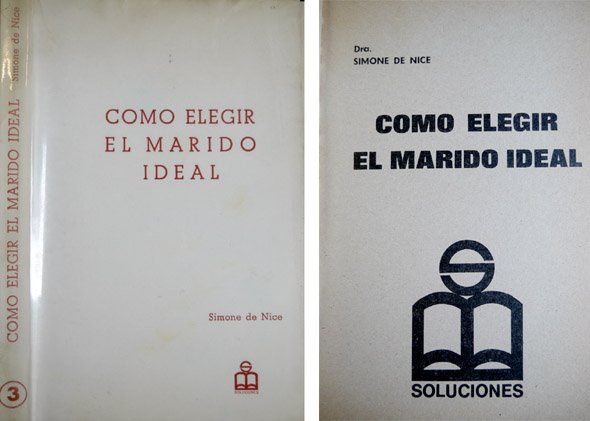 COMO ELEGIR EL MARIDO IDEAL Simone de Nice
3
COMO ELEGIR
EL MARIDO
IDEAL
Simone de Nice
SOLUCIONES
Dra.
SIMONE DE NICE
COMO ELEGIR
EL MARIDO IDEAL
S
SOLUCIONES